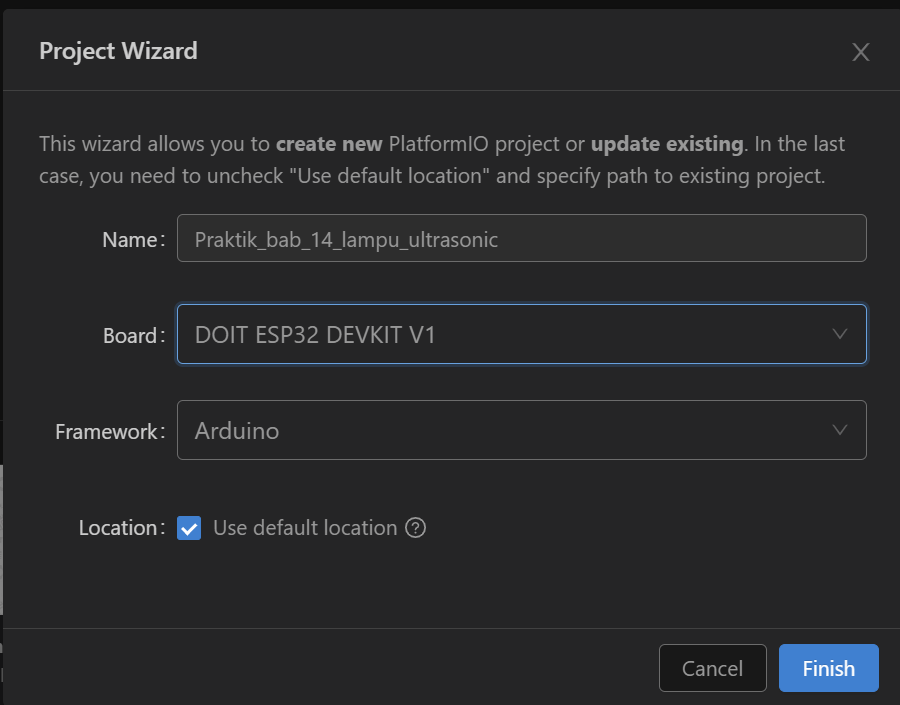 Project Wizard
This wizard allows you to create new PlatformIO project or update existing. In the last
case, you need to uncheck "Use default location" and specify path to existing project.
Name: Praktik_bab_14_lampu_ultrasonic
Board: DOIT ESP32 DEVKIT V1
Framework: Arduino
Location: Use default location ?
Cancel Finish